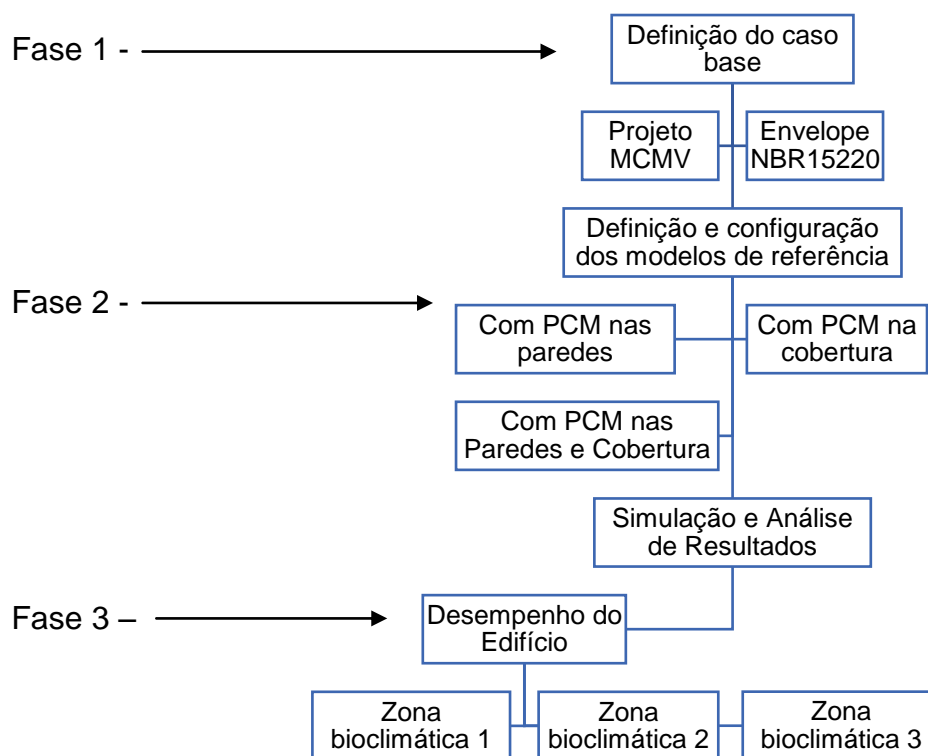 Fase 1 -
Definição do caso
base
Projeto
MCMV
Envelope
NBR15220
Definição e configuração
dos modelos de referência
Fase 2 -
Com PCM nas
paredes
Com PCM na
cobertura
Com PCM nas
Paredes e Cobertura
Simulação e Análise
de Resultados
Fase 3 –
Desempenho do
Edifício
Zona
bioclimática 1
Zona
bioclimática 2
Zona
bioclimática 3